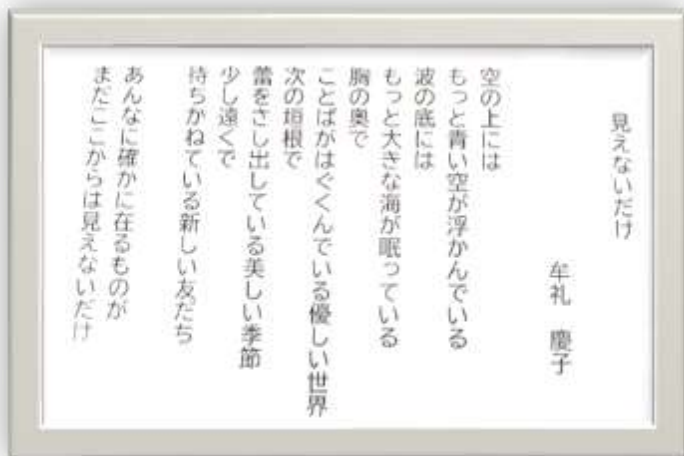 見えないだけ
牟礼 慶子
空の上には
もっと青い空が浮かんでいる
波の底には
もっと大きな海が眠っている
胸の奥で
ことばがはぐくんでいる優しい世界
次の垣根で
蕾をさし出している美しい季節
少し遠くで
待ちかねている新しい友だち
あんなに確かに在るものが
まだここからは見えないだけ